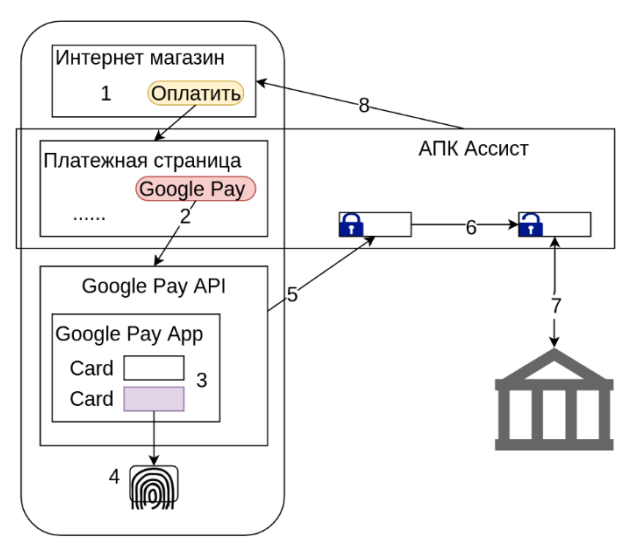 Интернет магазин
1
Оплатить
8
АПК Ассист
Платежная страница
Google Pay
......
2
6
Google Pay API
5
7
Google Pay App
Card
3
Card
4